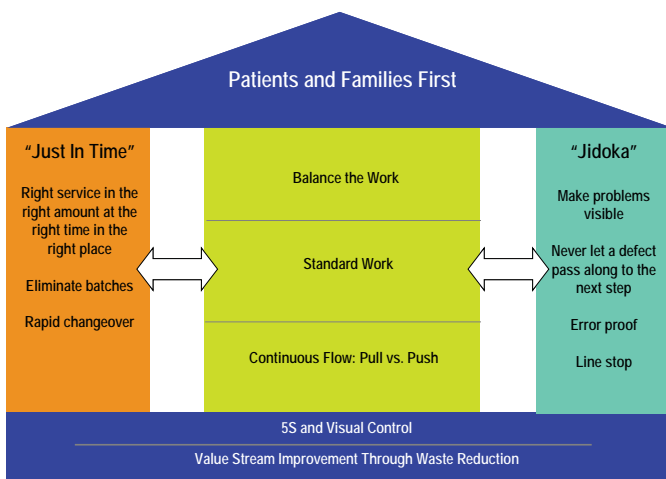 Patients and Families First
“Just In Time”
Right service in the
right amount at the
right time in the
right place
Eliminate batches
Rapid changeover
Balance the Work
Standard Work
Continuous Flow: Pull vs. Push
“Jidoka”
Make problems
visible
Never let a defect
pass along to the
next step
Error proof
Line stop
5S and Visual Control
Value Stream Improvement Through Waste Reduction